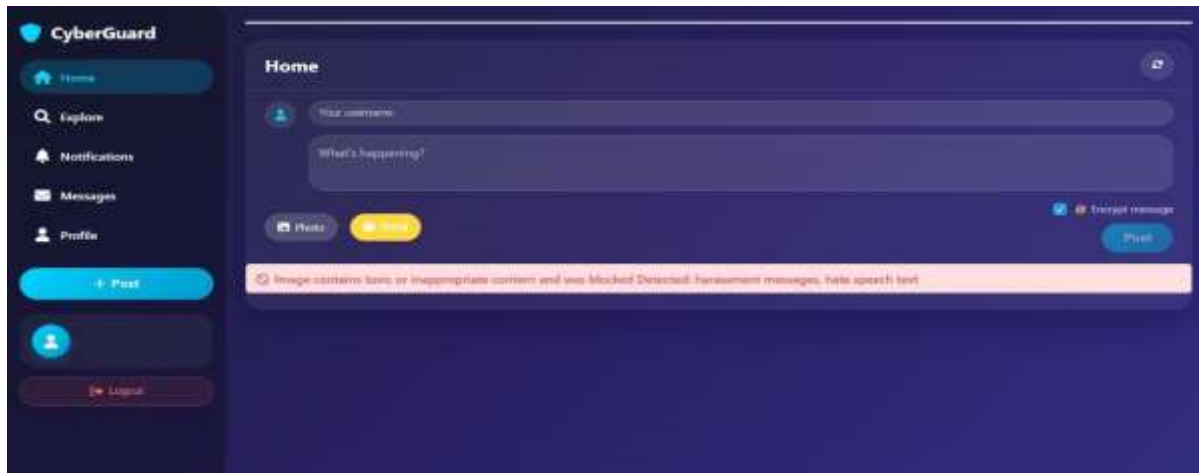 CyberGuard
Home
Explore
Notifications
Messages
Profile
+ Post
Logout
Home
Your username
What's happening?
Photo
Encrypt message
Post
Image contains toxic or inappropriate content and was blocked Detected: harassment messages, hate speech text